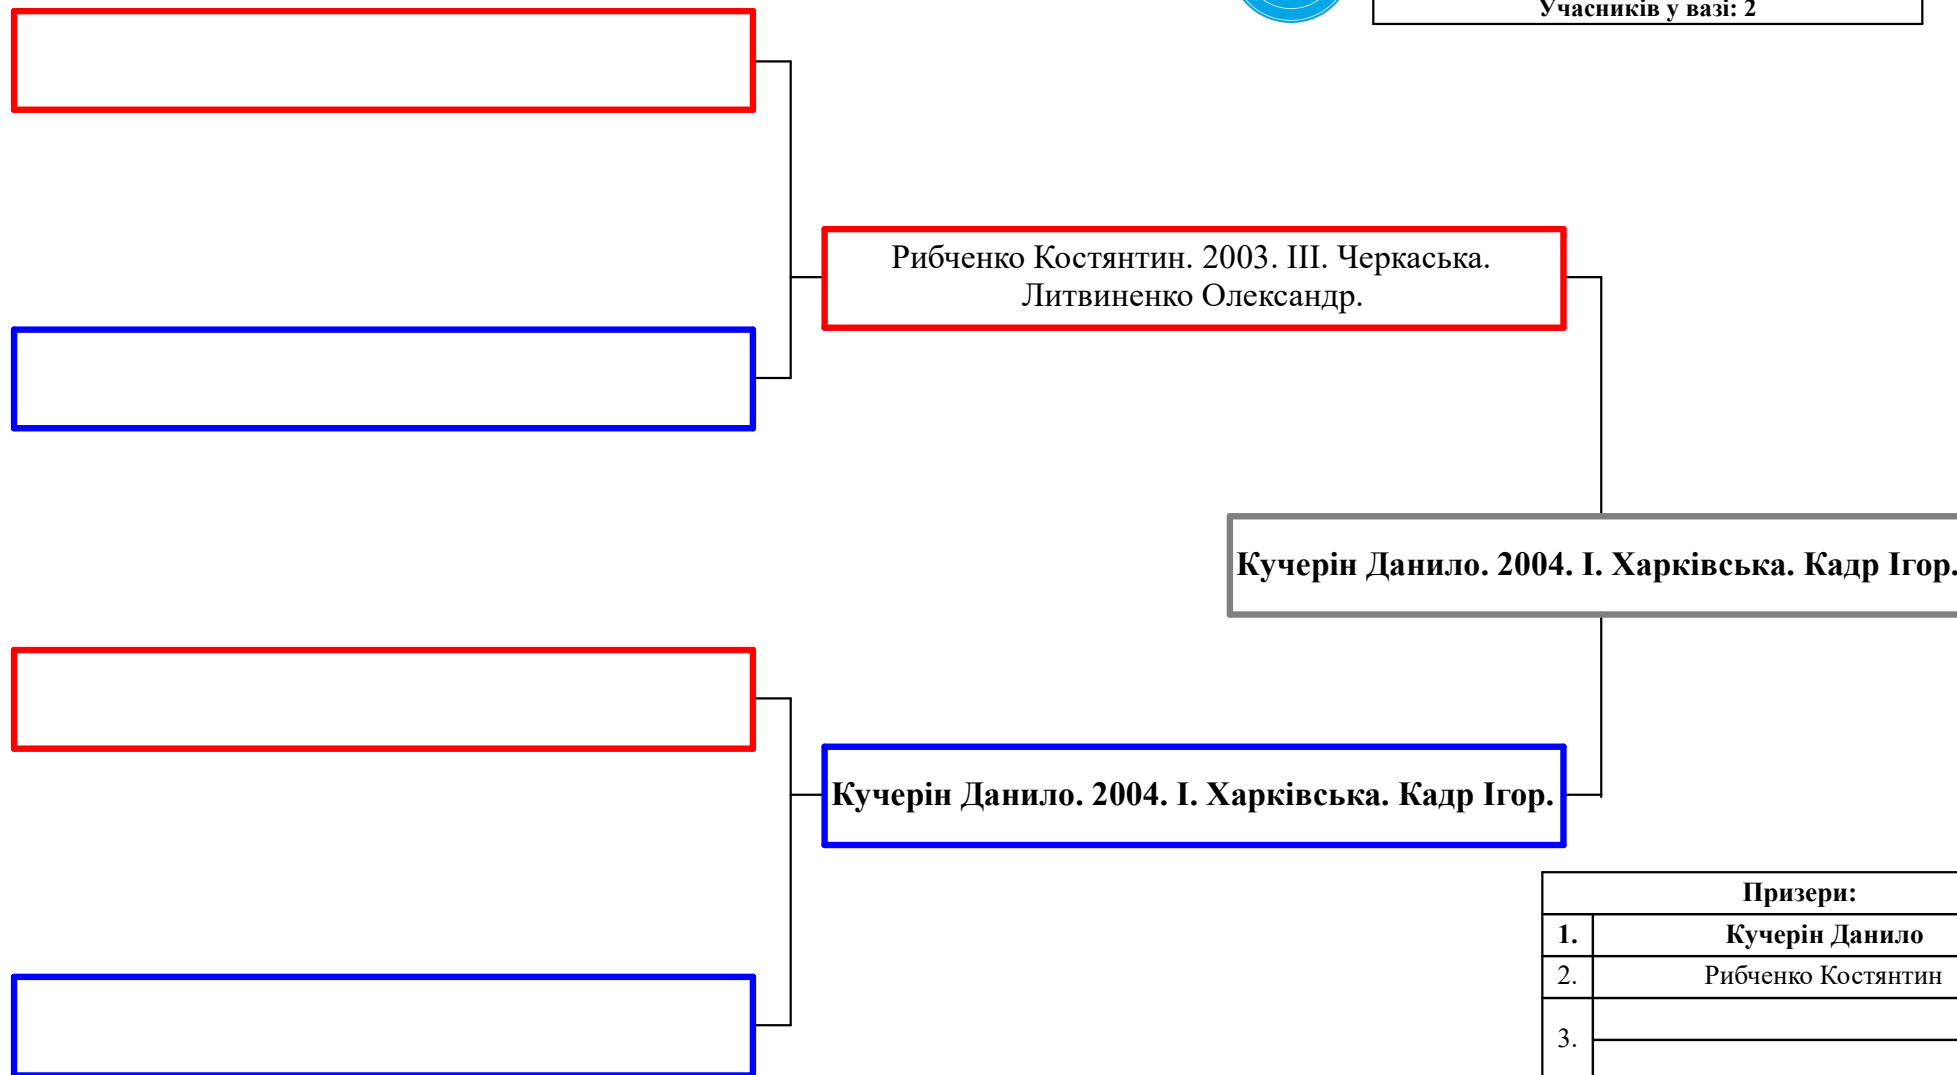 Учасників у вазі: 2
Рибченко Костянтин. 2003. III. Черкаська.
Литвиненко Олександр.
Кучерін Данило. 2004. I. Харківська. Кадр Ігор.
Кучерін Данило. 2004. I. Харківська. Кадр Ігор.
Призери:
1. Кучерін Данило
2. Рибченко Костянтин
3.